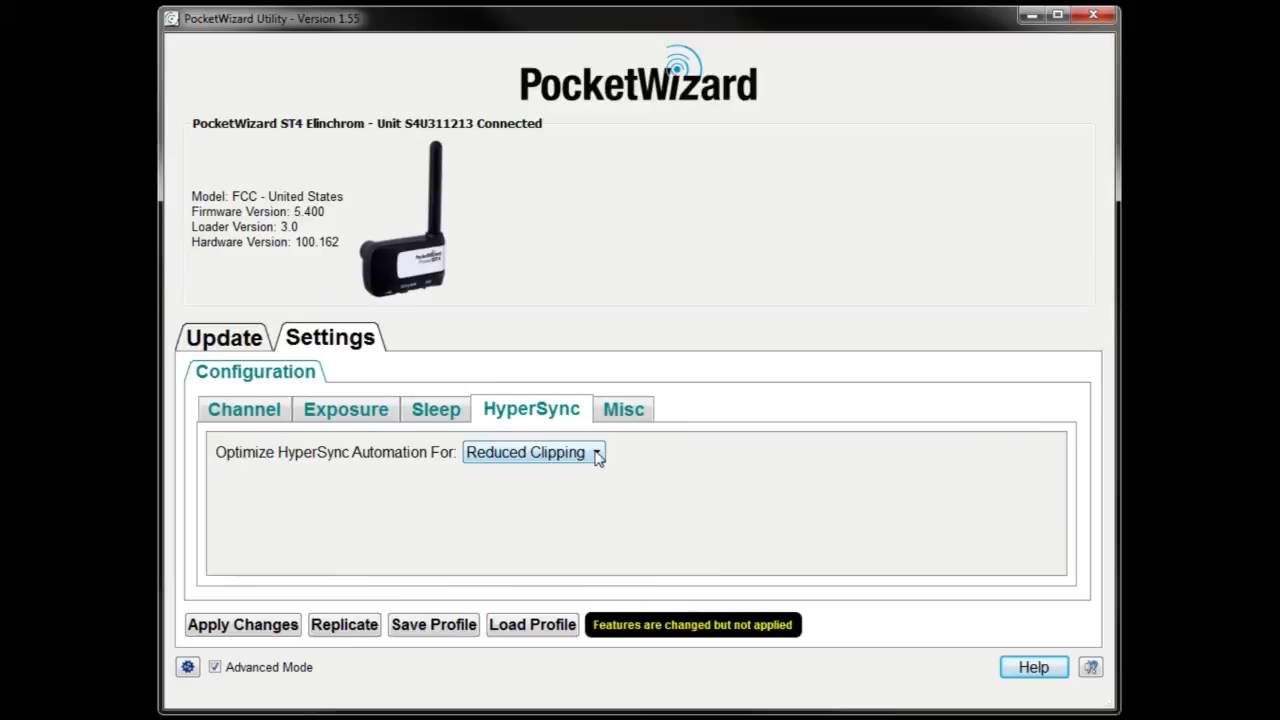 PocketWizard Utility - Version 1.55
PocketWizard
PocketWizard ST4 Elinchrom - Unit S4U311213 Connected
Model: FCC - United States
Firmware Version: 5.400
Loader Version: 3.0
Hardware Version: 100.162
PocketWizard
Update Settings
Configuration
Channel Exposure Sleep HyperSync Misc
Optimize HyperSync Automation For: Reduced Clipping
Apply Changes Replicate Save Profile Load Profile Features are changed but not applied
Advanced Mode Help